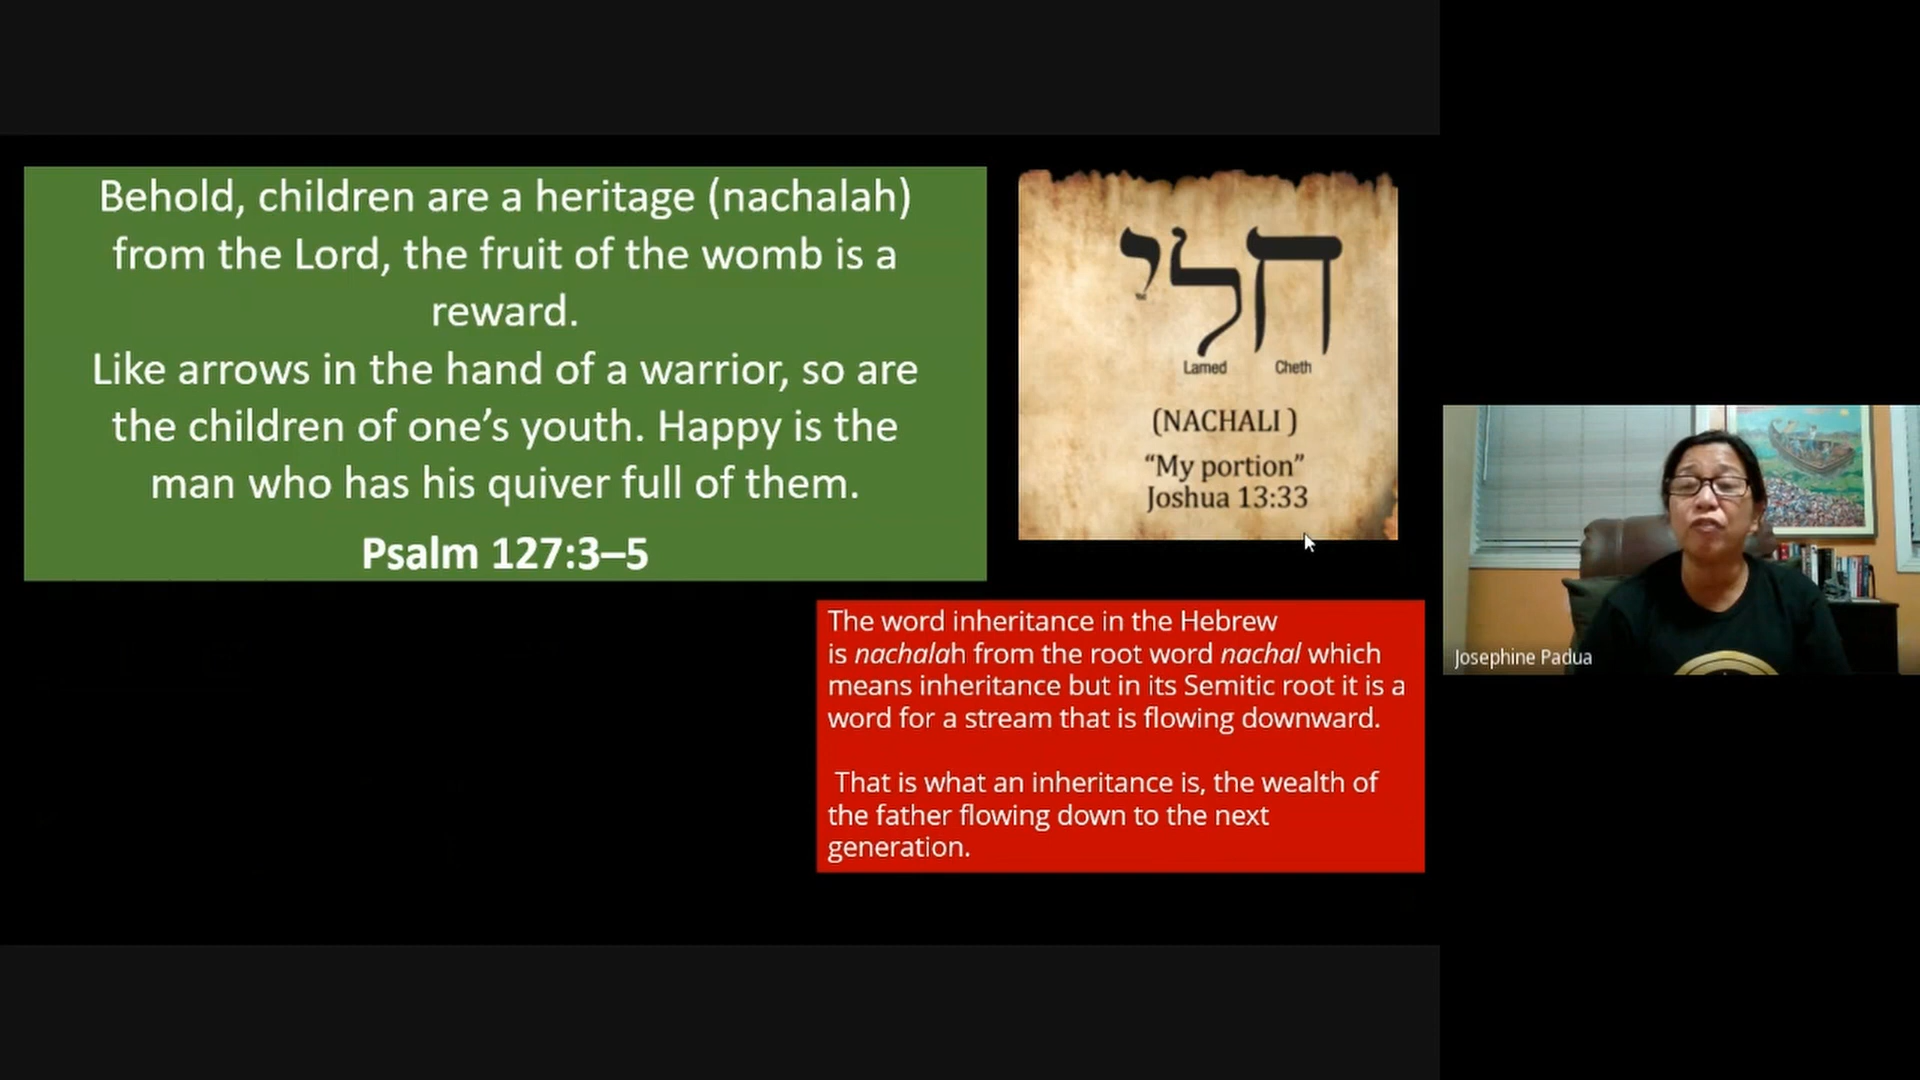 Behold, children are a heritage (nachalah)
from the Lord, the fruit of the womb is a
reward.
Like arrows in the hand of a warrior, so are
the children of one’s youth. Happy is the
man who has his quiver full of them.
Psalm 127:3–5
חלי
Lamed Cheth
(NACHALI )
“My portion”
Joshua 13:33
The word inheritance in the Hebrew
is nachalah from the root word nachal which
means inheritance but in its Semitic root it is a
word for a stream that is flowing downward.
That is what an inheritance is, the wealth of
the father flowing down to the next
generation.
Josephine Padua